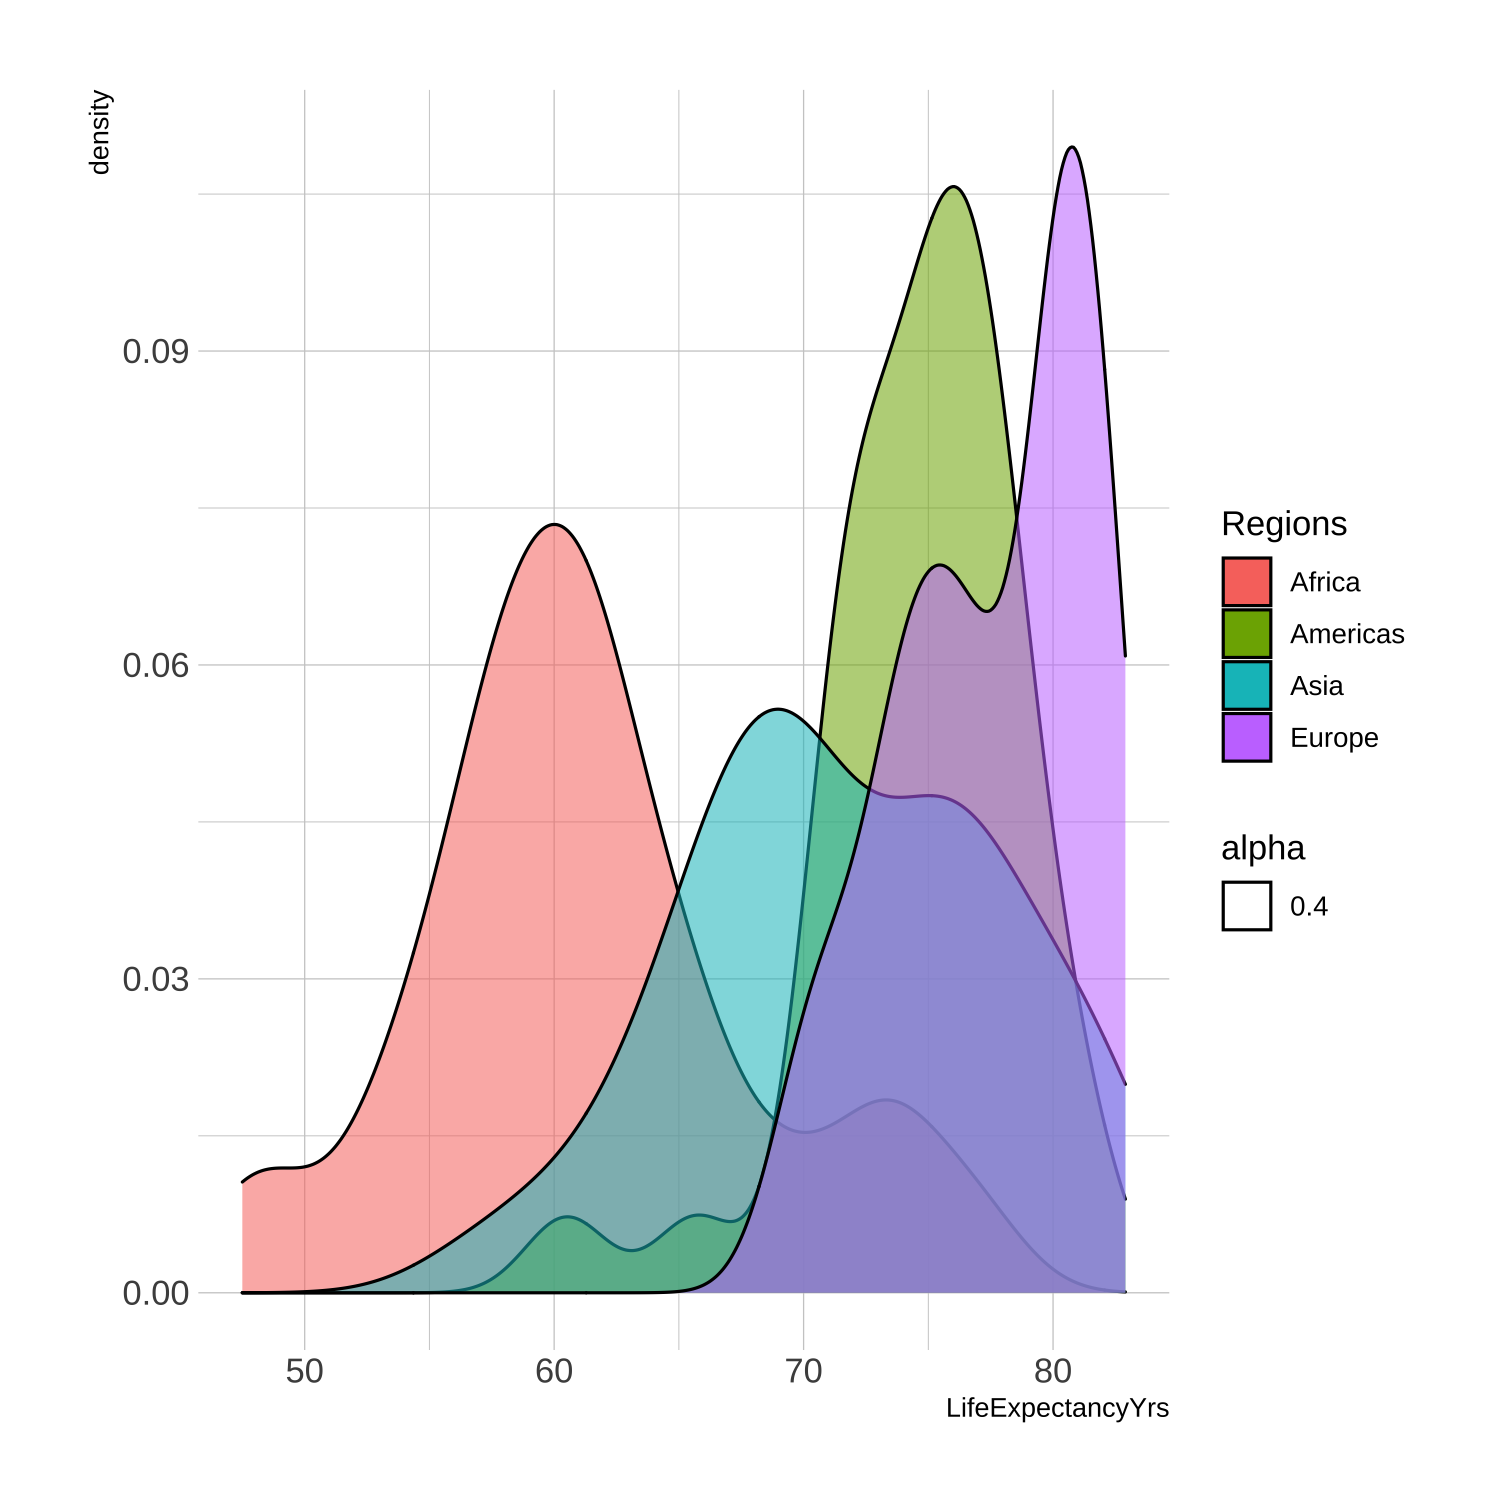 density
0.09
0.06
0.03
0.00
50 60 70 80
LifeExpectancyYrs
Regions
Africa
Americas
Asia
Europe
alpha
0.4